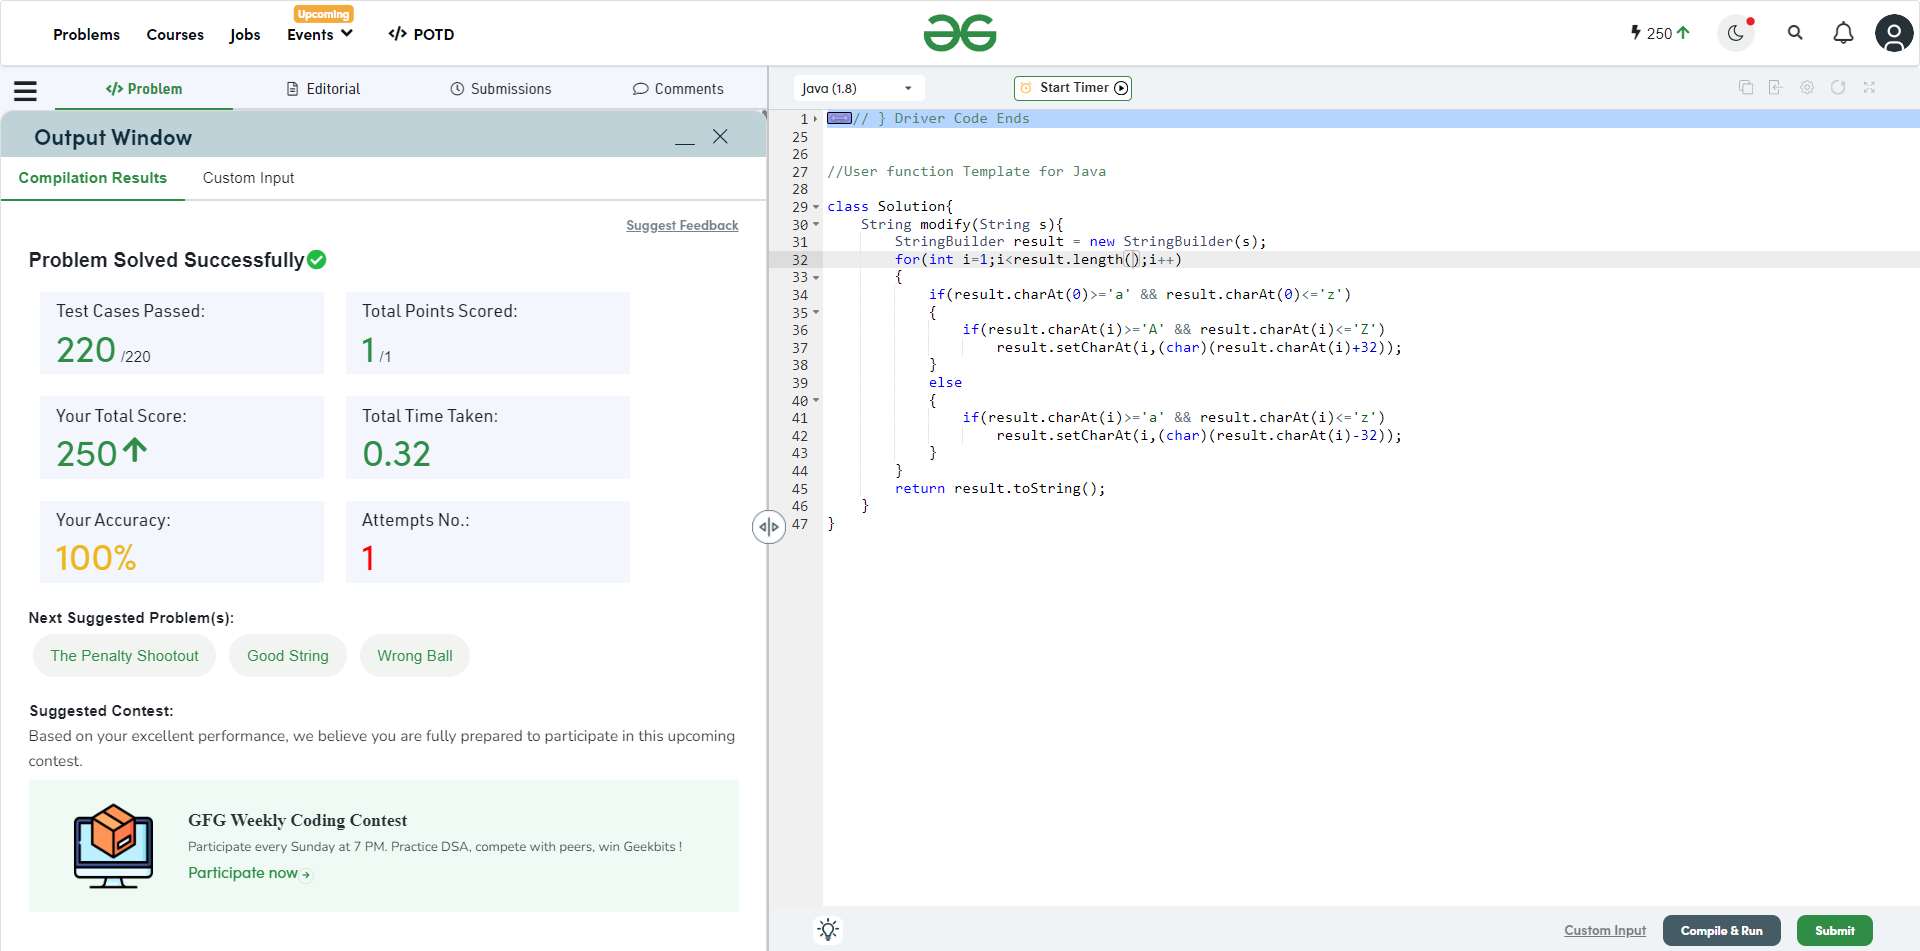 Problems Courses Jobs Events Upcoming </> POTD
250
</> Problem Editorial Submissions Comments
Output Window
Compilation Results Custom Input
Suggest Feedback
Problem Solved Successfully
Test Cases Passed: Total Points Scored:
220 /220 1 /1
Your Total Score: Total Time Taken:
250 0.32
Your Accuracy: Attempts No.:
100% 1
Next Suggested Problem(s):
The Penalty Shootout Good String Wrong Ball
Suggested Contest:
Based on your excellent performance, we believe you are fully prepared to participate in this upcoming
contest.
GFG Weekly Coding Contest
Participate every Sunday at 7 PM. Practice DSA, compete with peers, win Geekbits !
Participate now
Java (1.8) Start Timer
1 // } Driver Code Ends
25
26
27 //User function Template for Java
28
29 class Solution{
30     String modify(String s){
31         StringBuilder result = new StringBuilder(s);
32         for(int i=1;i<result.length();i++)
33         {
34             if(result.charAt(0)>='a' && result.charAt(0)<='z')
35             {
36                 if(result.charAt(i)>='A' && result.charAt(i)<='Z')
37                     result.setCharAt(i,(char)(result.charAt(i)+32));
38             }
39             else
40             {
41                 if(result.charAt(i)>='a' && result.charAt(i)<='z')
42                     result.setCharAt(i,(char)(result.charAt(i)-32));
43             }
44         }
45         return result.toString();
46     }
47 }
Custom Input Compile & Run Submit